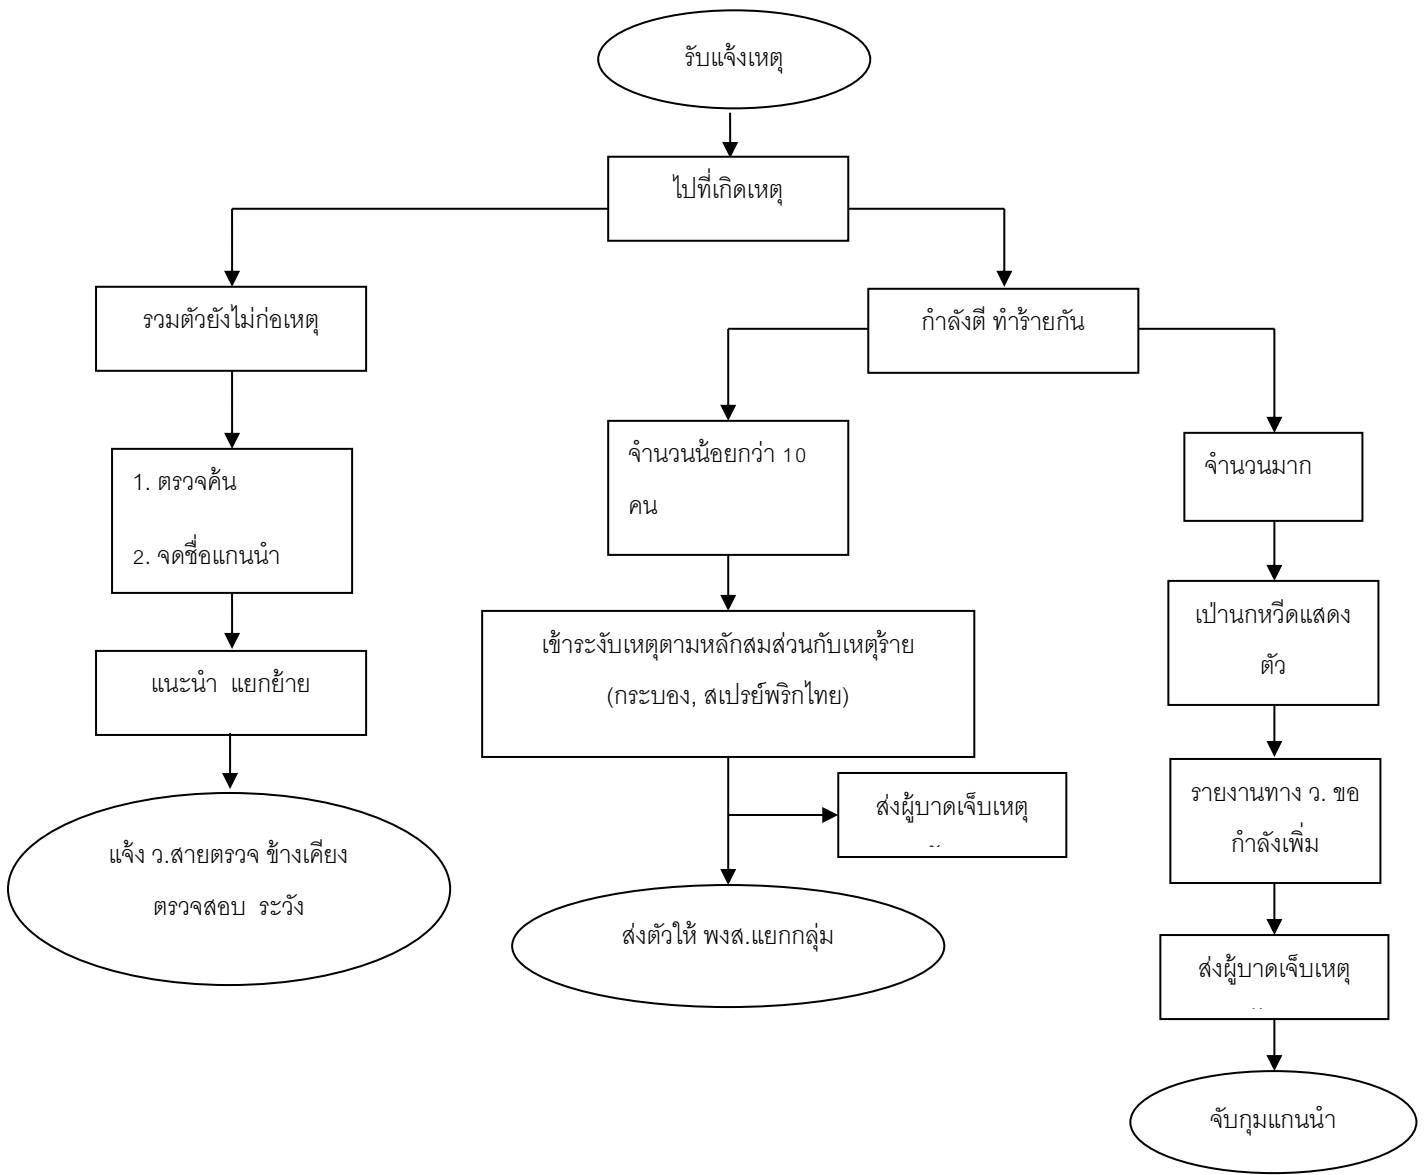 รับแจ้งเหตุ
ไปที่เกิดเหตุ
รวมตัวยังไม่ก่อเหตุ
1. ตรวจค้น
2. จดชื่อแกนนำ
แนะนำ แยกย้าย
แจ้ง ว.สายตรวจ ข้างเคียง
ตรวจสอบ ระวัง
กำลังตี ทำร้ายกัน
จำนวนน้อยกว่า 10
คน
เข้าระงับเหตุตามหลักสมส่วนกับเหตุร้าย
(กระบอง, สเปรย์พริกไทย)
ส่งผู้บาดเจ็บเหตุ
ส่งตัวให้ พงส.แยกกลุ่ม
จำนวนมาก
เป่านกหวีดแสดง
ตัว
รายงานทาง ว. ขอ
กำลังเพิ่ม
ส่งผู้บาดเจ็บเหตุ
จับกุมแกนนำ